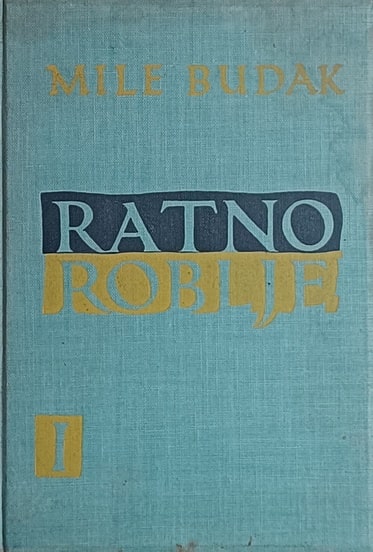 MILE BUDAK
RATNO
ROBLJE
I